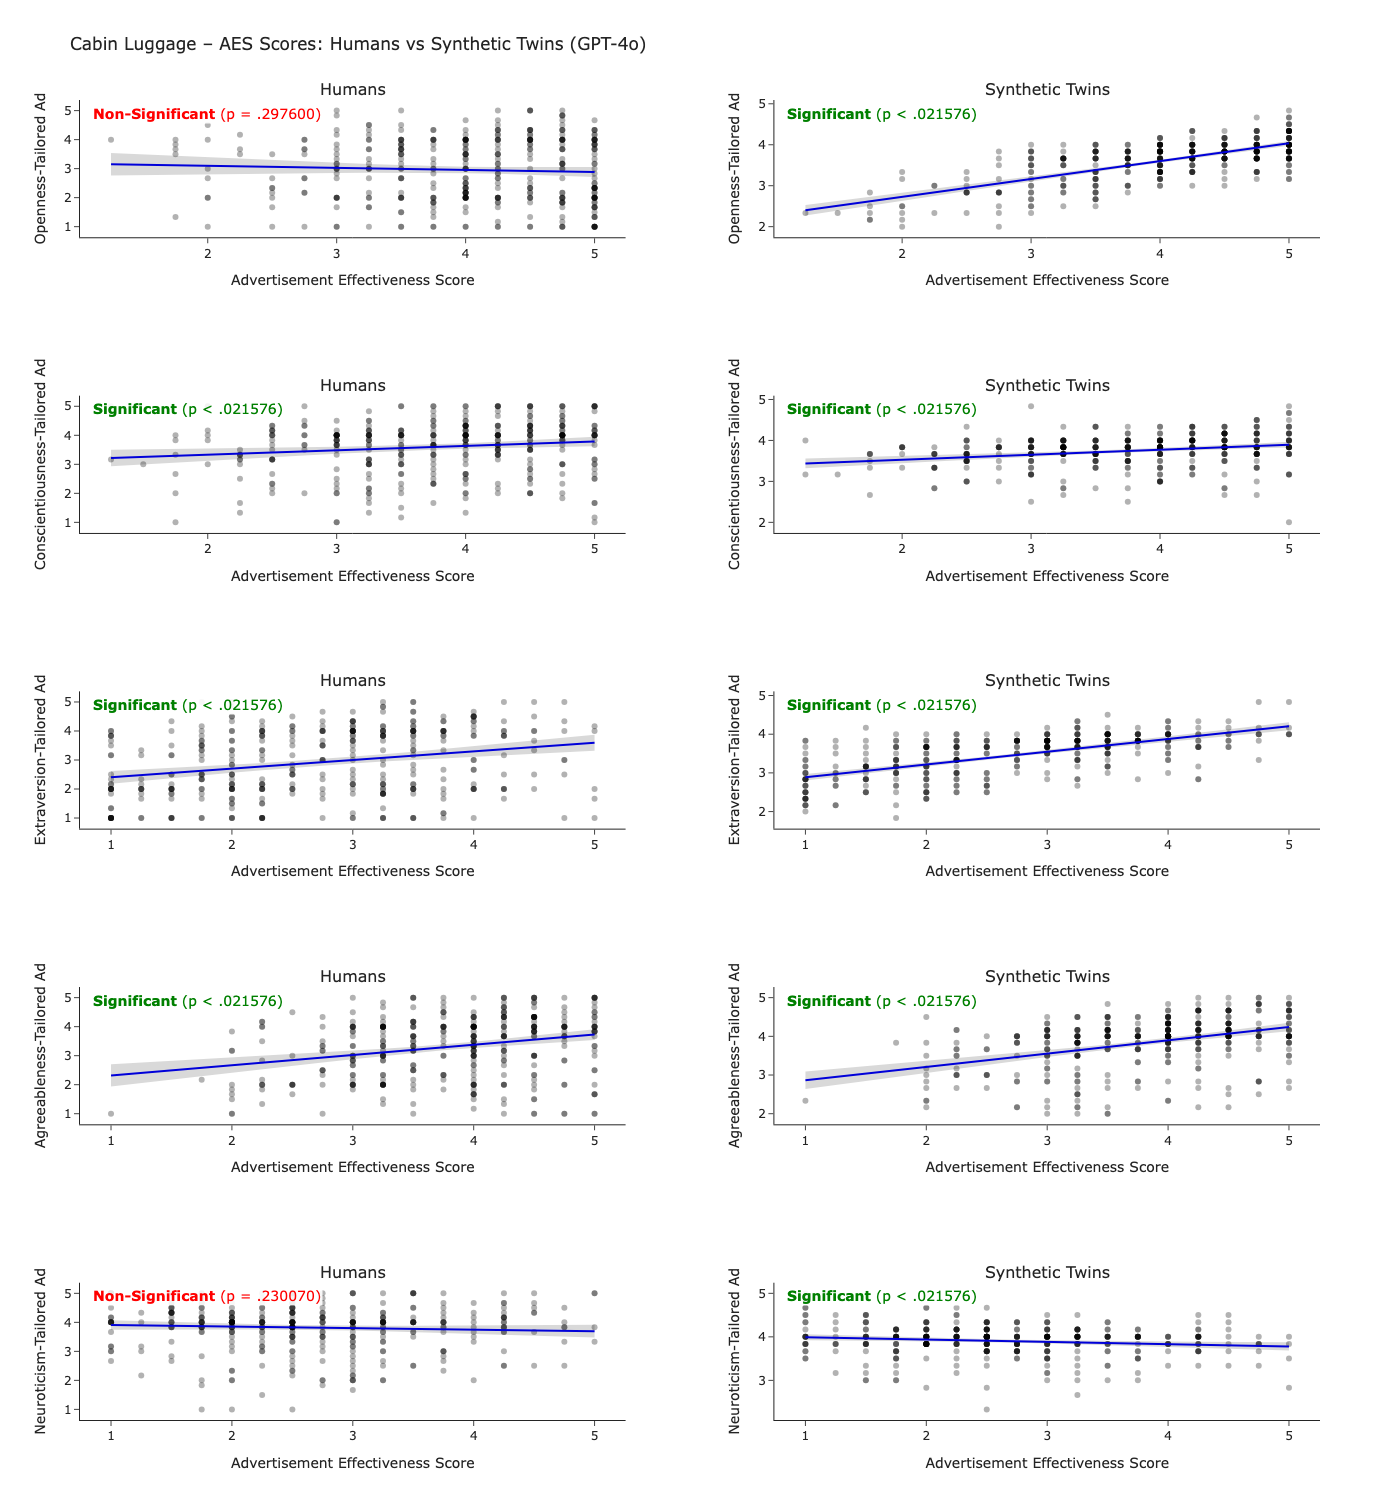 Cabin Luggage – AES Scores: Humans vs Synthetic Twins (GPT-4o)
Humans
Non-Significant (p = .297600)
Openness-Tailored Ad
5
4
3
2
1
2 3 4 5
Advertisement Effectiveness Score
Synthetic Twins
Significant (p < .021576)
Openness-Tailored Ad
5
4
3
2
2 3 4 5
Advertisement Effectiveness Score
Humans
Significant (p < .021576)
Conscientiousness-Tailored Ad
5
4
3
2
1
2 3 4 5
Advertisement Effectiveness Score
Synthetic Twins
Significant (p < .021576)
Conscientiousness-Tailored Ad
5
4
3
2
2 3 4 5
Advertisement Effectiveness Score
Humans
Significant (p < .021576)
Extraversion-Tailored Ad
5
4
3
2
1
1 2 3 4 5
Advertisement Effectiveness Score
Synthetic Twins
Significant (p < .021576)
Extraversion-Tailored Ad
5
4
3
2
1 2 3 4 5
Advertisement Effectiveness Score
Humans
Significant (p < .021576)
Agreeableness-Tailored Ad
5
4
3
2
1
1 2 3 4 5
Advertisement Effectiveness Score
Synthetic Twins
Significant (p < .021576)
Agreeableness-Tailored Ad
5
4
3
2
1 2 3 4 5
Advertisement Effectiveness Score
Humans
Non-Significant (p = .230070)
Neuroticism-Tailored Ad
5
4
3
2
1
1 2 3 4 5
Advertisement Effectiveness Score
Synthetic Twins
Significant (p < .021576)
Neuroticism-Tailored Ad
5
4
3
1 2 3 4 5
Advertisement Effectiveness Score